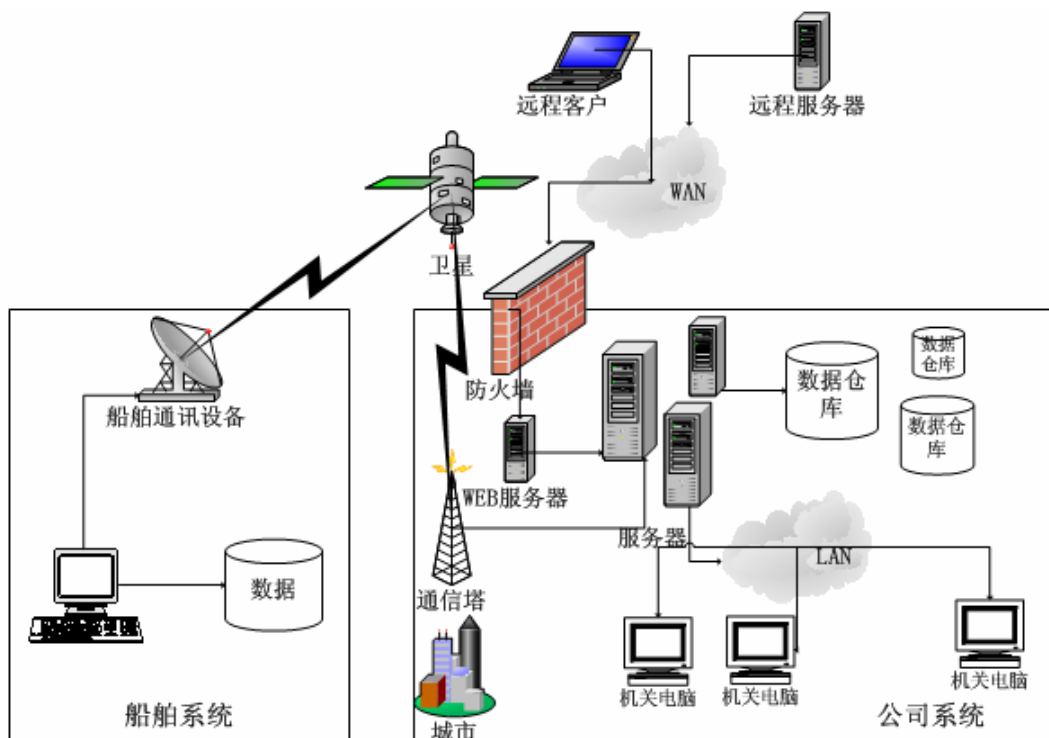 远程客户
远程服务器
WAN
卫星
船舶通讯设备
防火墙
数据仓
库
数据
仓库
数据仓
库
WEB服务器
服务器
LAN
数据
通信塔
机关电脑
机关电脑
机关电脑
船舶系统
城市
公司系统